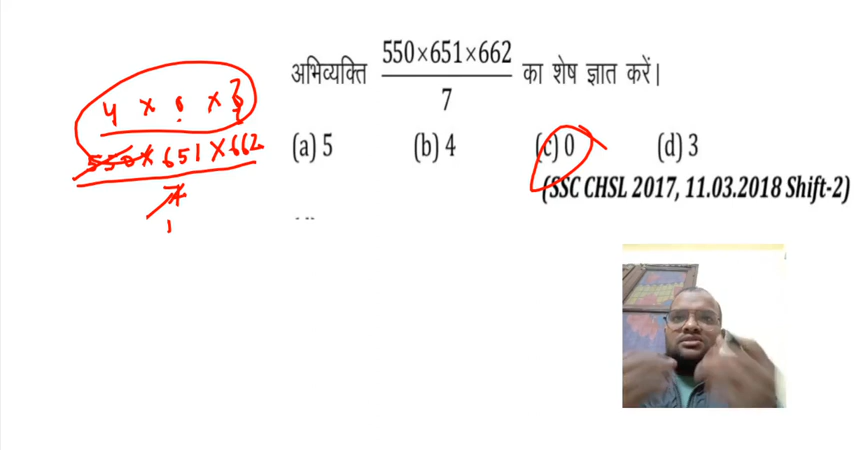 अभिव्यक्ति 550×651×662 / 7 का शेष ज्ञात करें।
(a) 5 (b) 4 (c) 0 (d) 3
(SSC CHSL 2017, 11.03.2018 Shift-2)
4 × 0 × 3
550 × 651 × 662
7
1